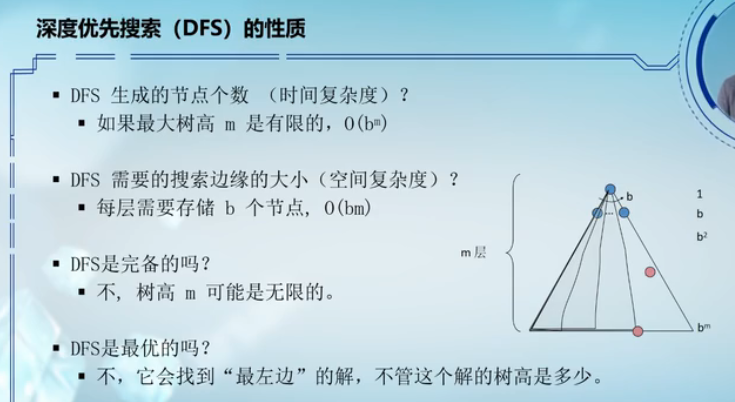 深度优先搜索（DFS）的性质
▪ DFS 生成的节点个数 （时间复杂度）？
▪ 如果最大树高 m 是有限的，O(bᵐ)
▪ DFS 需要的搜索边缘的大小（空间复杂度）？
▪ 每层需要存储 b 个节点, O(bm)
▪ DFS是完备的吗？
▪ 不, 树高 m 可能是无限的。
▪ DFS是最优的吗？
▪ 不，它会找到“最左边”的解，不管这个解的树高是多少。
m 层
b
...
1
b
b²
bᵐ